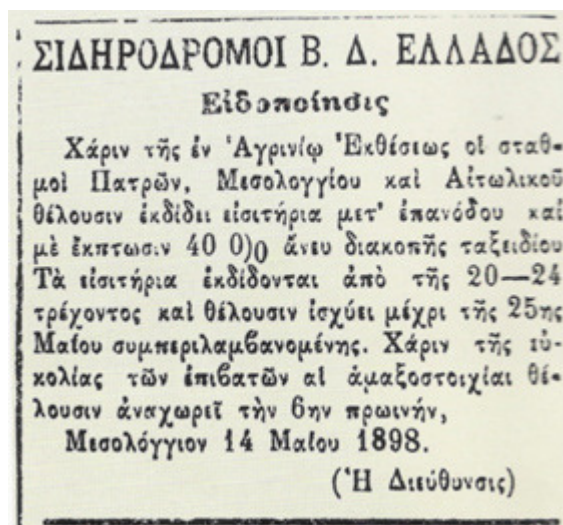 ΣΙΔΗΡΟΔΡΟΜΟΙ Β. Δ. ΕΛΛΑΔΟΣ
Εἰδοποίησις
Χάριν τῆς ἐν Ἀγρινίῳ Ἐκθέσεως οἱ σταθ-
μοὶ Πατρῶν, Μεσολογγίου καὶ Αἰτωλικοῦ
θέλουσιν ἐκδίδει εἰσιτήρια μετ' ἐπανόδου καὶ
μὲ ἔκπτωσιν 40 0)0 ἄνευ διακοπῆς ταξειδίου
Τὰ εἰσιτήρια ἐκδίδονται ἀπὸ τῆς 20—24
τρέχοντος καὶ θέλουσιν ἰσχύει μέχρι τῆς 25ης
Μαΐου συμπεριλαμβανομένης. Χάριν τῆς εὐ-
κολίας τῶν ἐπιβατῶν αἱ ἁμαξοστοιχίαι θέ-
λουσιν ἀναχωρεῖ τὴν 6ην πρωινήν,
Μεσολόγγιον 14 Μαΐου 1898.
(Ἡ Διεύθυνσις)